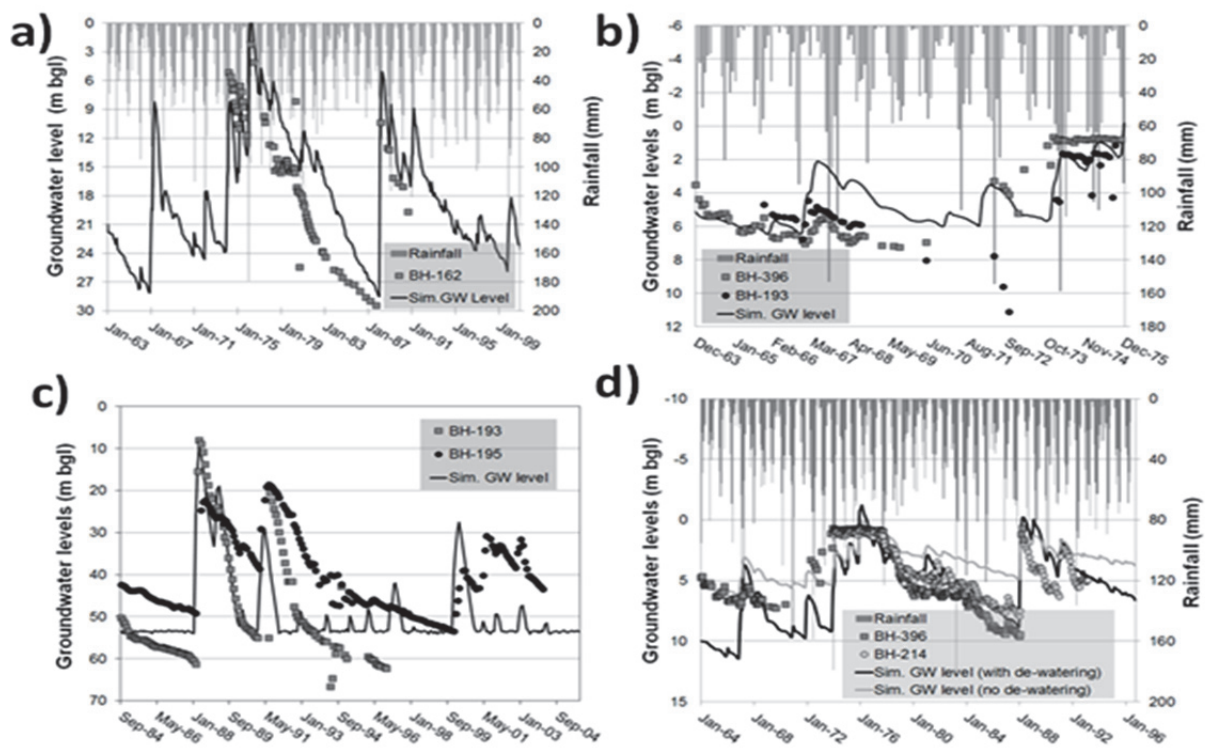 a)
Groundwater level (m bgl)
0
3
6
9
12
15
18
21
24
27
30
0
20
40
60
80
100
120
140
160
180
200
Rainfall (mm)
Rainfall
BH-162
Sim.GW Level
Jan-63
Jan-67
Jan-71
Jan-75
Jan-79
Jan-83
Jan-87
Jan-91
Jan-95
Jan-99
b)
Groundwater levels (m bgl)
-6
-4
-2
0
2
4
6
8
10
12
0
20
40
60
80
100
120
140
160
180
Rainfall (mm)
Rainfall
BH-396
BH-193
Sim. GW level
Dec-63
Jan-65
Feb-66
Mar-67
Apr-68
May-69
Jun-70
Aug-71
Sep-72
Oct-73
Nov-74
Dec-75
c)
Groundwater levels (m bgl)
0
10
20
30
40
50
60
70
BH-193
BH-195
Sim. GW level
Sep-84
May-86
Jan-88
Sep-89
May-91
Jan-93
Sep-94
May-96
Jan-98
Sep-99
May-01
Jan-03
Sep-04
d)
Groundwater levels (m bgl)
-10
-5
0
5
10
15
0
40
80
120
160
200
Rainfall (mm)
Rainfall
BH-396
BH-214
Sim. GW level (with de-watering)
Sim. GW level (no de-watering)
Jan-64
Jan-68
Jan-72
Jan-76
Jan-80
Jan-84
Jan-88
Jan-92
Jan-96